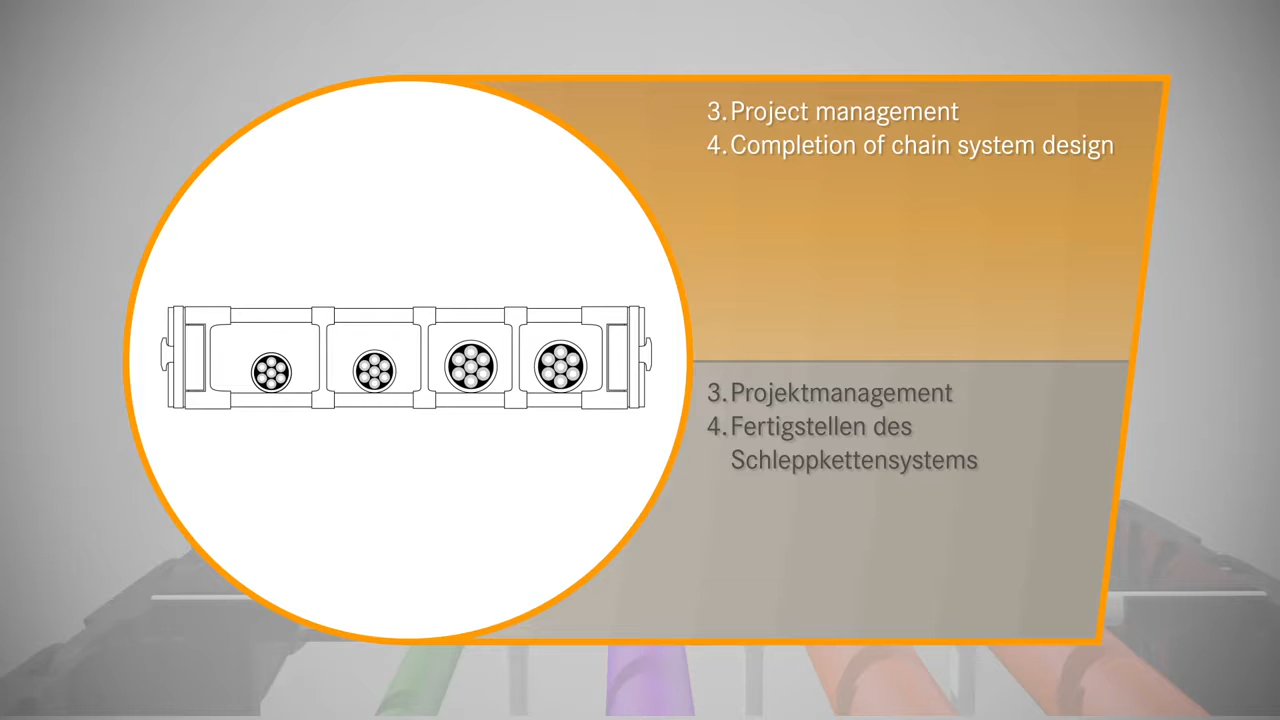 3. Project management
4. Completion of chain system design
3. Projektmanagement
4. Fertigstellen des
Schleppkettensystems